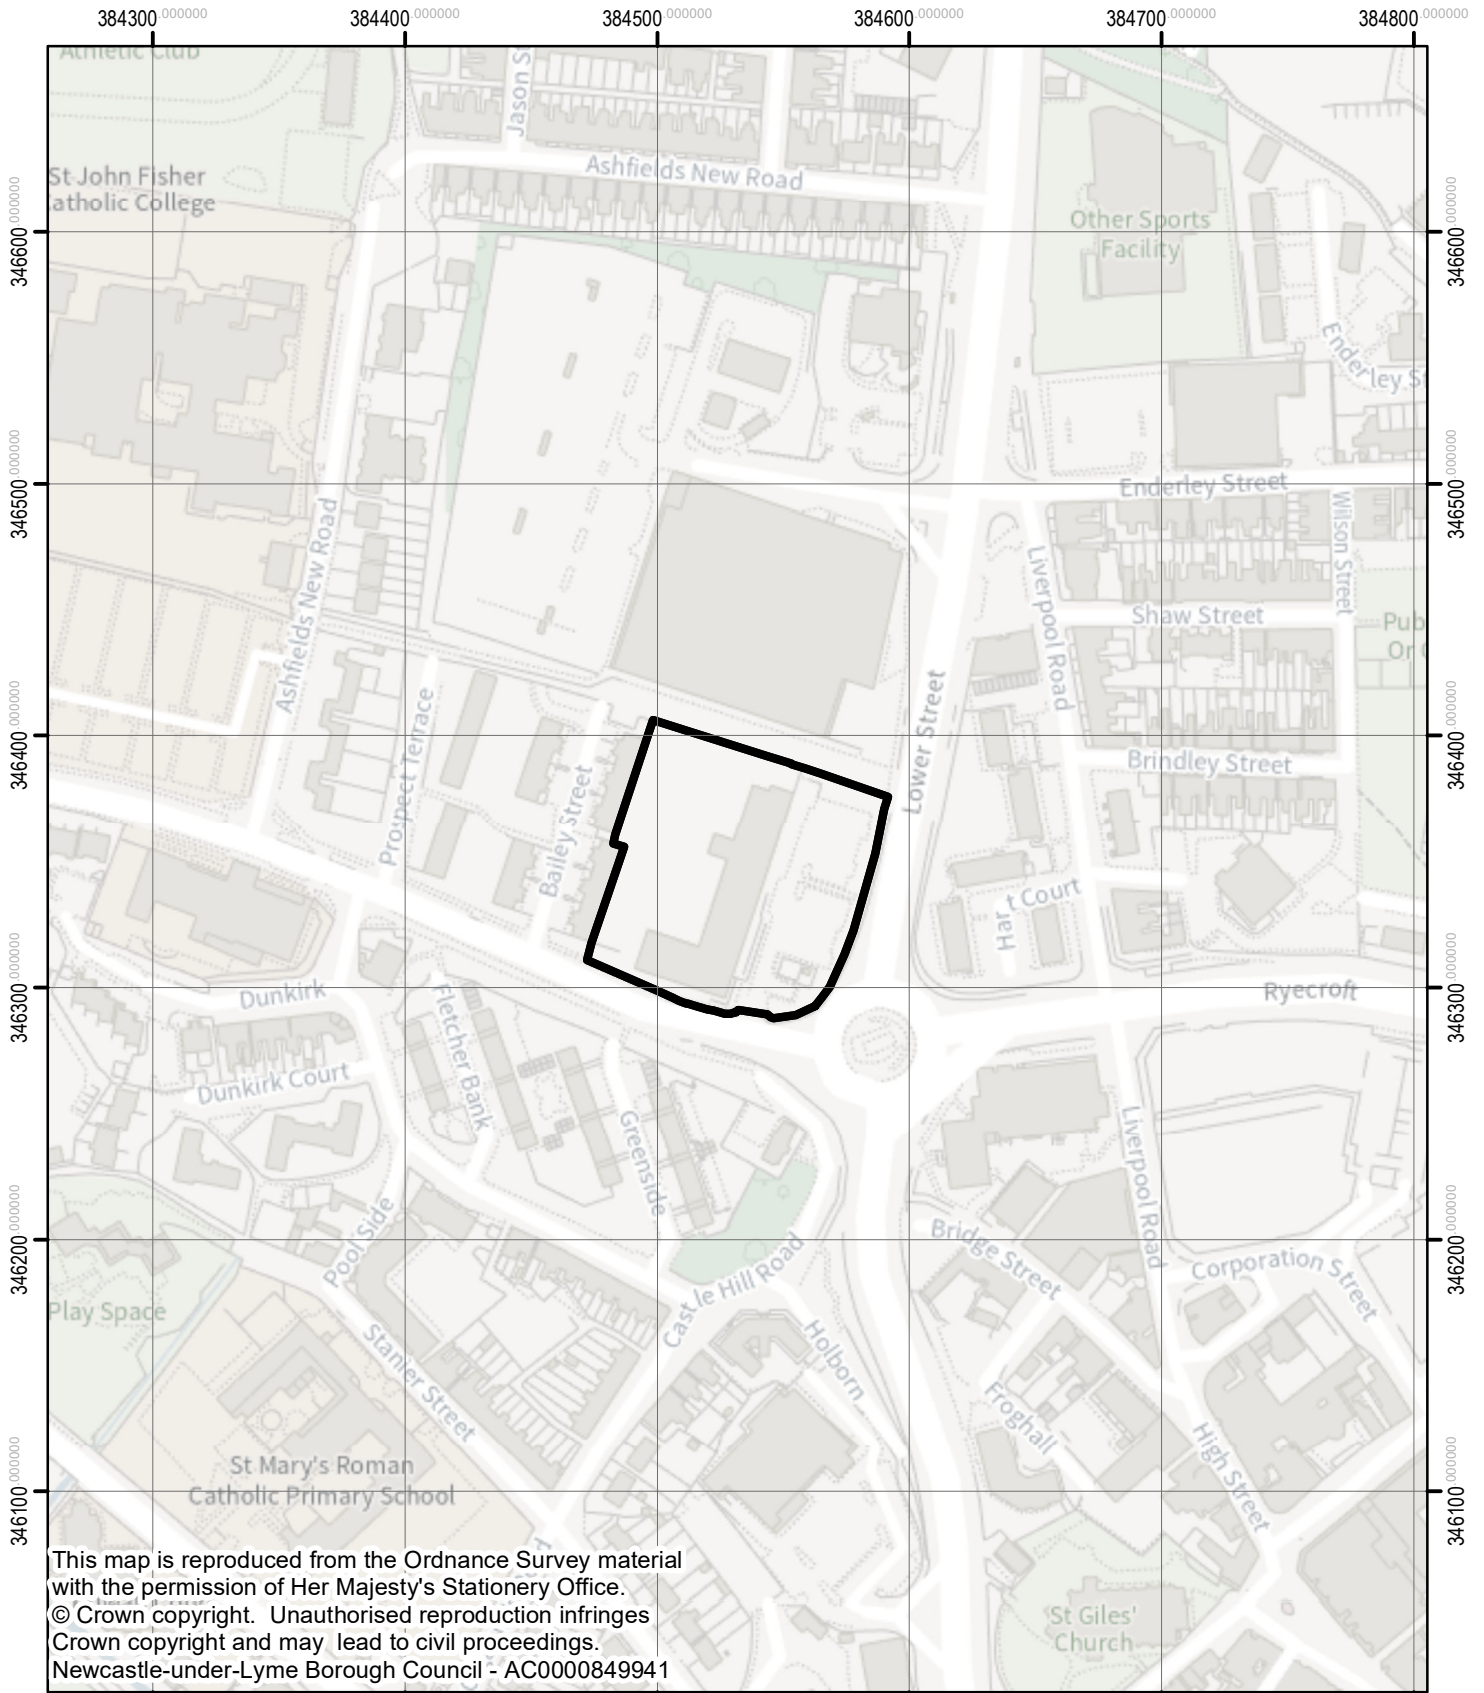 384300.000000 384400.000000 384500.000000 384600.000000 384700.000000 384800.000000
Athletic Club
Jason S
Ashfields New Road
St John Fisher
Catholic College
Other Sports
Facility
346600.000000
346600.000000
Enderley St
Enderley Street
346500.000000
346500.000000
Wilson Street
Ashfields New Road
Liverpool Road
Shaw Street
Pub
Or
Prospect Terrace
Lower Street
346400.000000
346400.000000
Brindley Street
Bailey Street
Hart Court
Dunkirk
Ryecroft
346300.000000
346300.000000
Fletcher Bank
Dunkirk Court
Greenside
Liverpool Road
Pool Side
Bridge Street
346200.000000
346200.000000
Castle Hill Road
Corporation Street
Play Space
Holborn
Stanier Street
Froghall
High Street
St Mary's Roman
Catholic Primary School
346100.000000
346100.000000
This map is reproduced from the Ordnance Survey material
with the permission of Her Majesty's Stationery Office.
© Crown copyright. Unauthorised reproduction infringes
Crown copyright and may lead to civil proceedings.
Newcastle-under-Lyme Borough Council - AC0000849941
St Giles'
Church